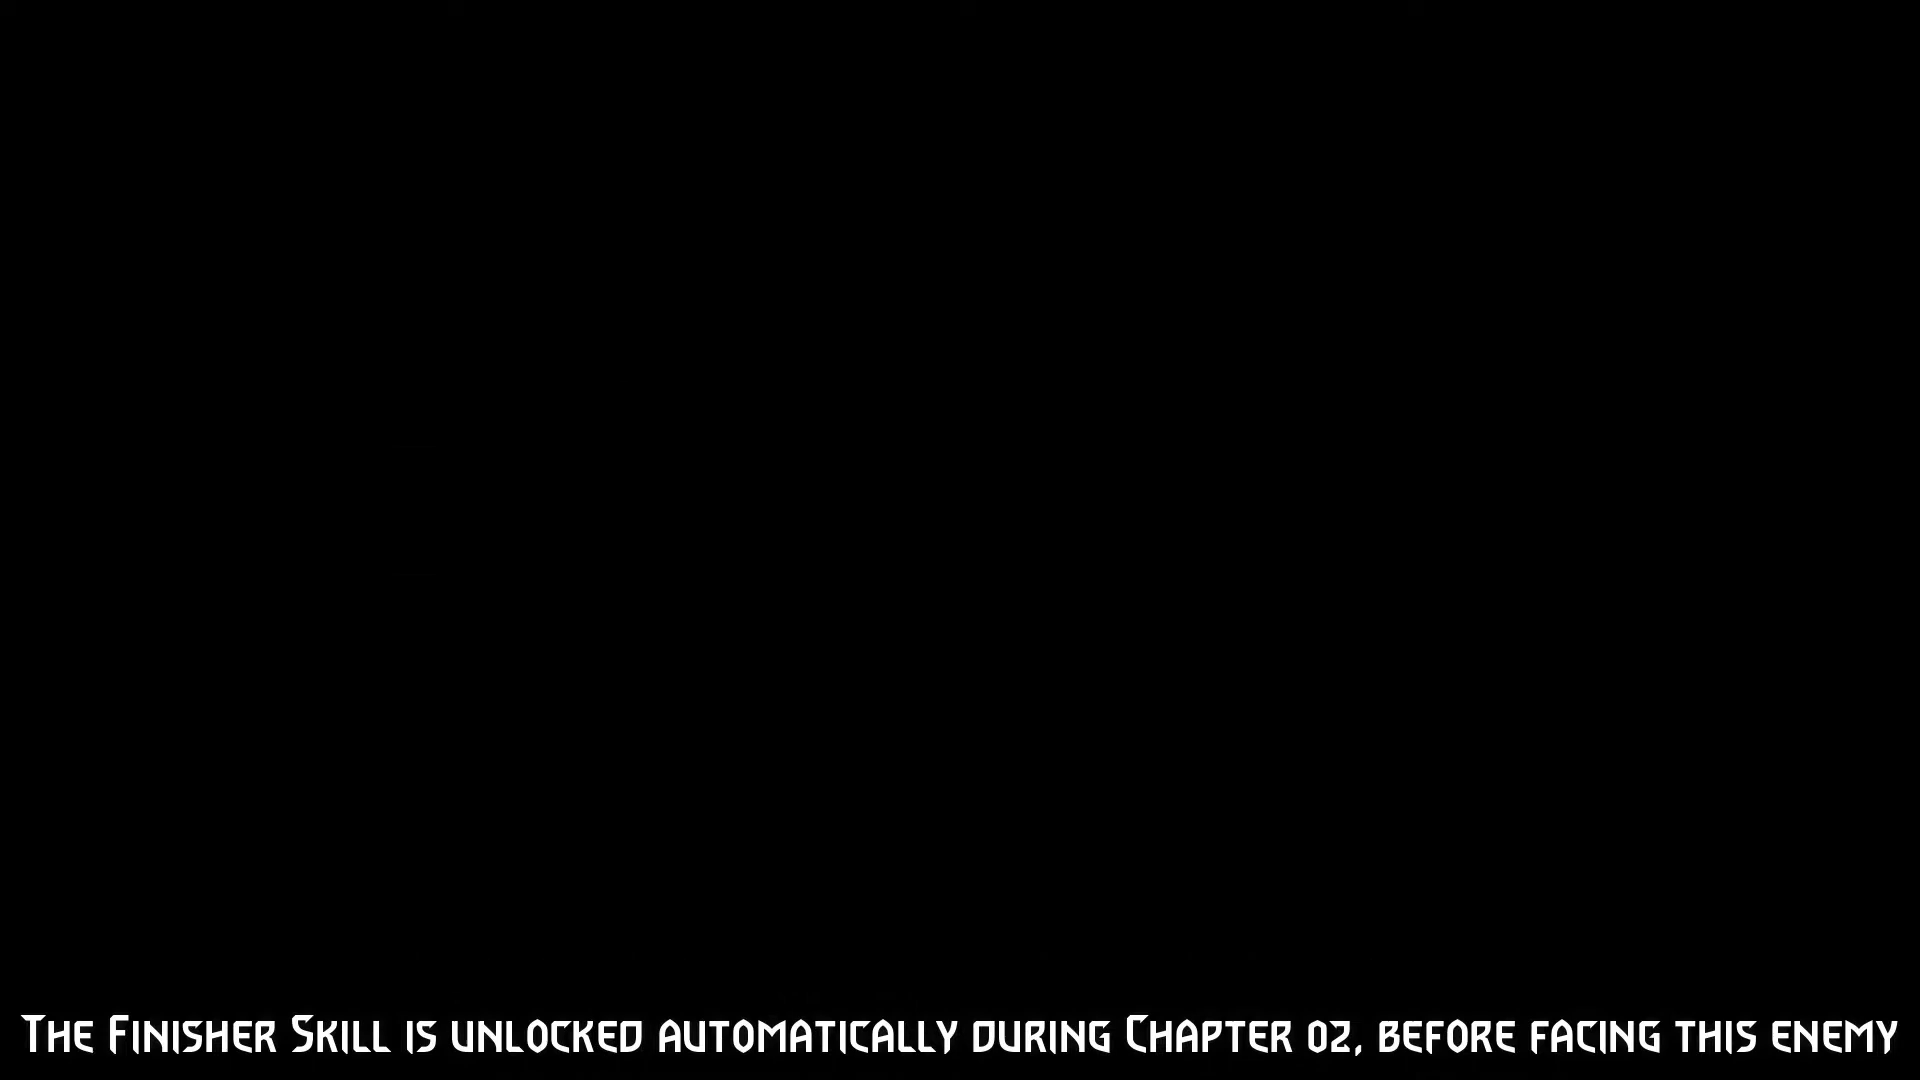 The Finisher Skill is unlocked automatically during Chapter 02, before facing this enemy